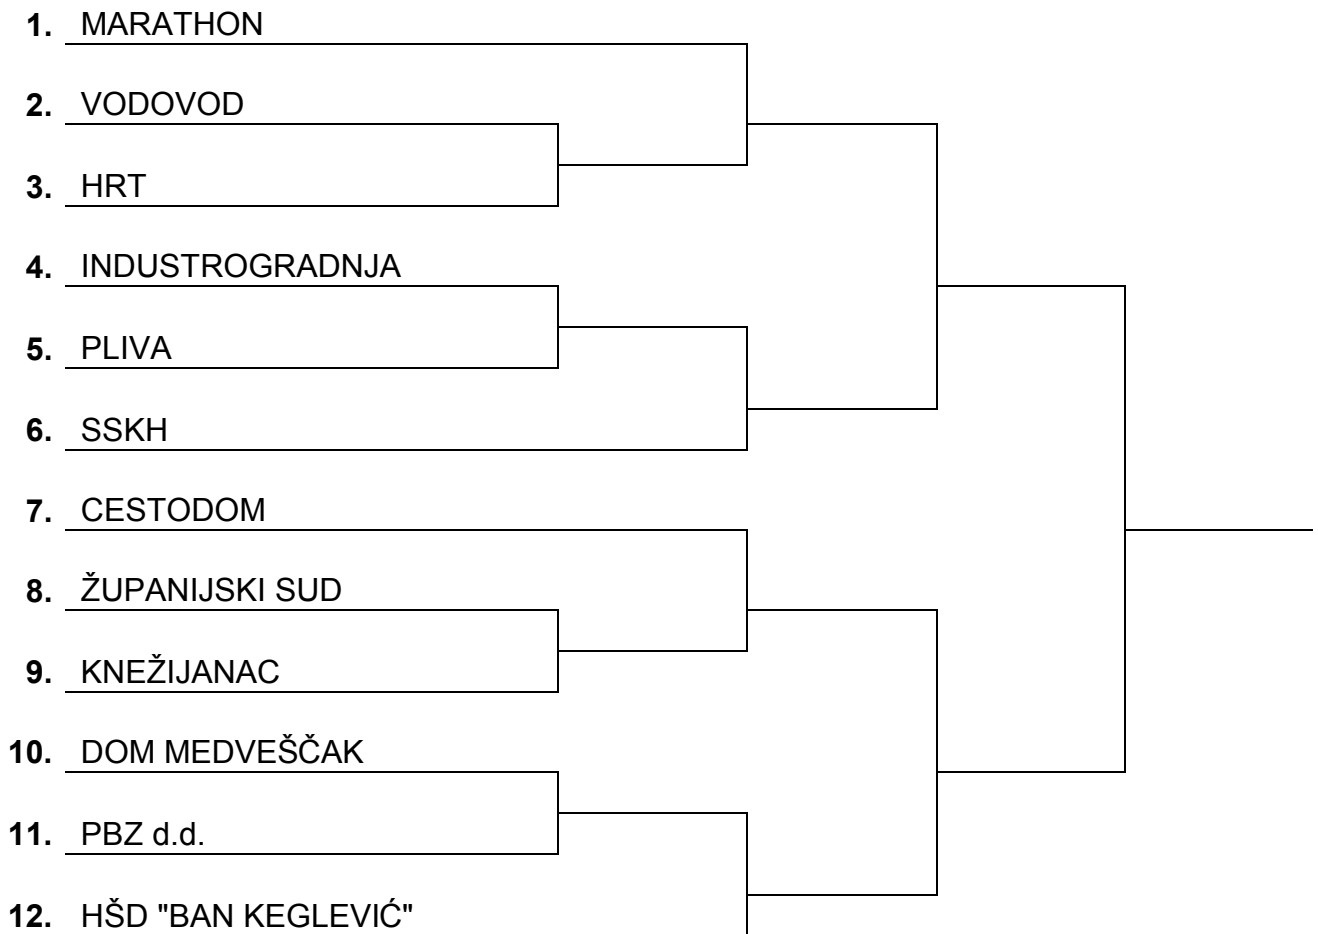 1. MARATHON
2. VODOVOD
3. HRT
4. INDUSTROGRADNJA
5. PLIVA
6. SSKH
7. CESTODOM
8. ŽUPANIJSKI SUD
9. KNEŽIJANAC
10. DOM MEDVEŠČAK
11. PBZ d.d.
12. HŠD "BAN KEGLEVIĆ"